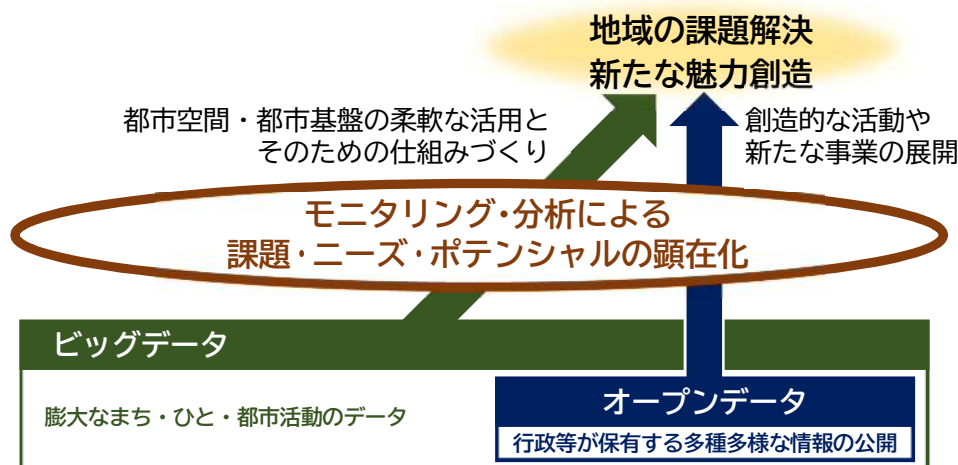 地域の課題解決
新たな魅力創造
都市空間・都市基盤の柔軟な活用と
そのための仕組みづくり
創造的な活動や
新たな事業の展開
モニタリング・分析による
課題・ニーズ・ポテンシャルの顕在化
ビッグデータ
膨大なまち・ひと・都市活動のデータ
オープンデータ
行政等が保有する多種多様な情報の公開